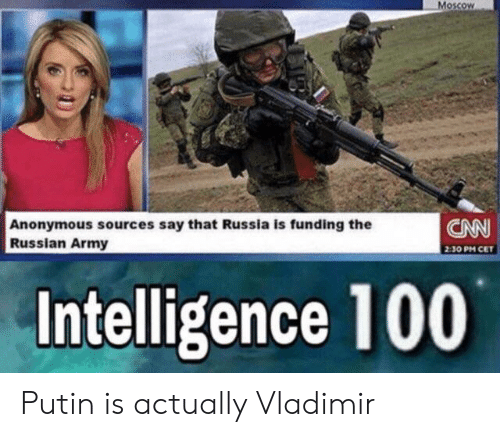 Moscow
Anonymous sources say that Russia is funding the
Russian Army
CNN
2:30 PM CET
Intelligence 100
Putin is actually Vladimir